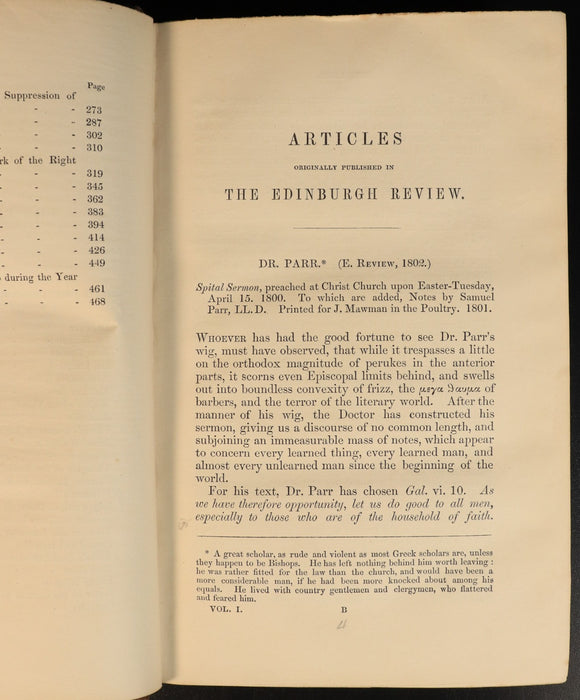 Page
Suppression of
- - 273
- - 287
- - 302
- - 310
rk of the Right
- - - 319
- - - 345
- - - 362
- - - 383
- - - 394
- - - 414
- - - 426
- - - 449
during the Year
- - - 461
- - - 468
ARTICLES
ORIGINALLY PUBLISHED IN
THE EDINBURGH REVIEW.
DR. PARR.* (E. REVIEW, 1802.)
Spital Sermon, preached at Christ Church upon Easter-Tuesday,
April 15. 1800. To which are added, Notes by Samuel
Parr, LL.D. Printed for J. Mawman in the Poultry. 1801.
WHOEVER has had the good fortune to see Dr. Parr's
wig, must have observed, that while it trespasses a little
on the orthodox magnitude of perukes in the anterior
parts, it scorns even Episcopal limits behind, and swells
out into boundless convexity of frizz, the μεγα ϑαυμα of
barbers, and the terror of the literary world. After the
manner of his wig, the Doctor has constructed his
sermon, giving us a discourse of no common length, and
subjoining an immeasurable mass of notes, which appear
to concern every learned thing, every learned man, and
almost every unlearned man since the beginning of the
world.
For his text, Dr. Parr has chosen Gal. vi. 10. As
we have therefore opportunity, let us do good to all men,
especially to those who are of the household of faith.
* A great scholar, as rude and violent as most Greek scholars are, unless
they happen to be Bishops. He has left nothing behind him worth leaving:
he was rather fitted for the law than the church, and would have been a
more considerable man, if he had been more knocked about among his
equals. He lived with country gentlemen and clergymen, who flattered
and feared him.
VOL. I. B